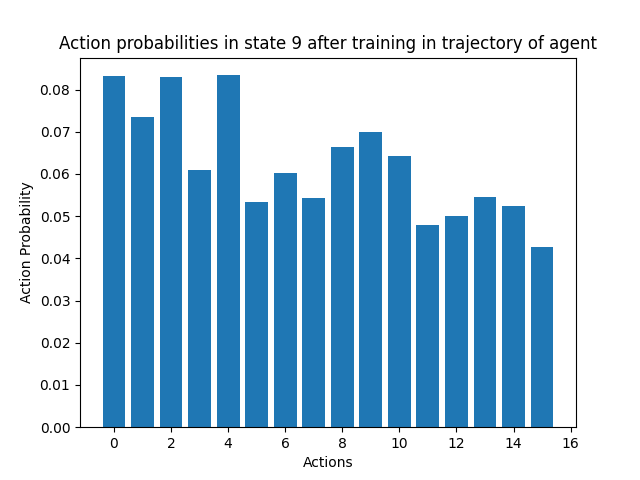 Action probabilities in state 9 after training in trajectory of agent
0.08
0.07
0.06
0.05
0.04
0.03
0.02
0.01
0.00
Action Probability
0 2 4 6 8 10 12 14 16
Actions